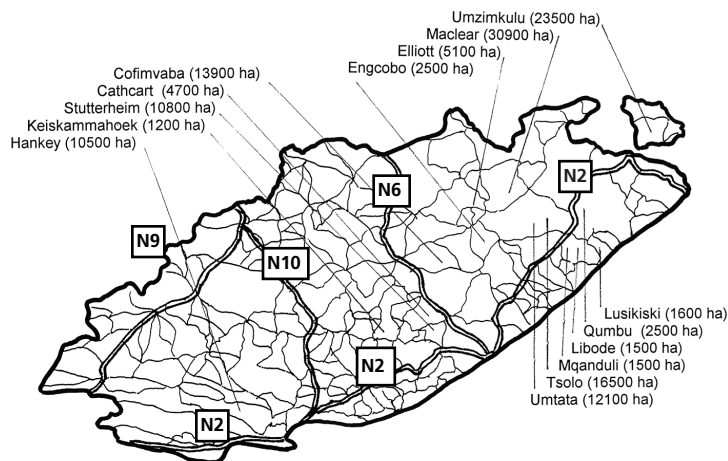 Umzimkulu (23500 ha)
Maclear (30900 ha)
Elliott (5100 ha)
Engcobo (2500 ha)
Cofimvaba (13900 ha)
Cathcart (4700 ha)
Stutterheim (10800 ha)
Keiskammahoek (1200 ha)
Hankey (10500 ha)
N6
N2
N9
N10
N2
N2
Lusikiski (1600 ha)
Qumbu (2500 ha)
Libode (1500 ha)
Mqanduli (1500 ha)
Tsolo (16500 ha)
Umtata (12100 ha)